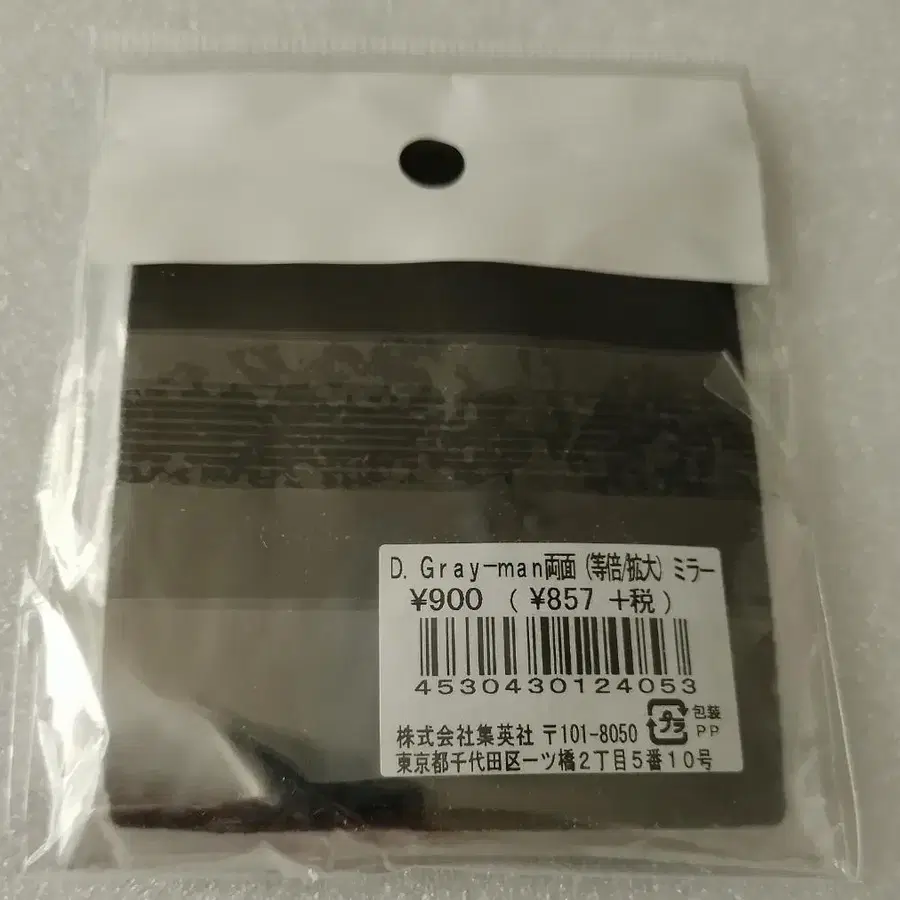 D. Gray-man両面 (等倍/拡大) ミラー
¥900 ( ¥857 +税 )
4530430124053
プラ 包装
PP
株式会社集英社 〒101-8050
東京都千代田区一ツ橋2丁目5番10号